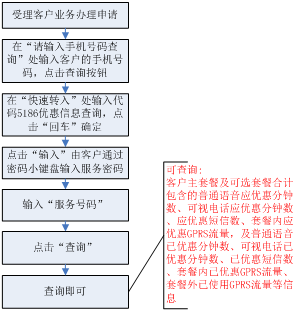 受理客户业务办理申请
在“请输入手机号码查
询”处输入客户的手机号
码，点击查询按钮
在“快速转入”处输入代
码5186优惠信息查询，点
击“回车”确定
点击“输入”由客户通过
密码小键盘输入服务密码
输入“服务号码”
点击“查询”
查询即可
可查询:
客户主套餐及可选套餐合计
包含的普通语音应优惠分钟
数、可视电话应优惠分钟数
、应优惠短信数、套餐内应
优惠GPRS流量，及普通语音
已优惠分钟数、可视电话已
优惠分钟数、已优惠短信数
、套餐内已优惠GPRS流量、
套餐外已使用GPRS流量等信
息